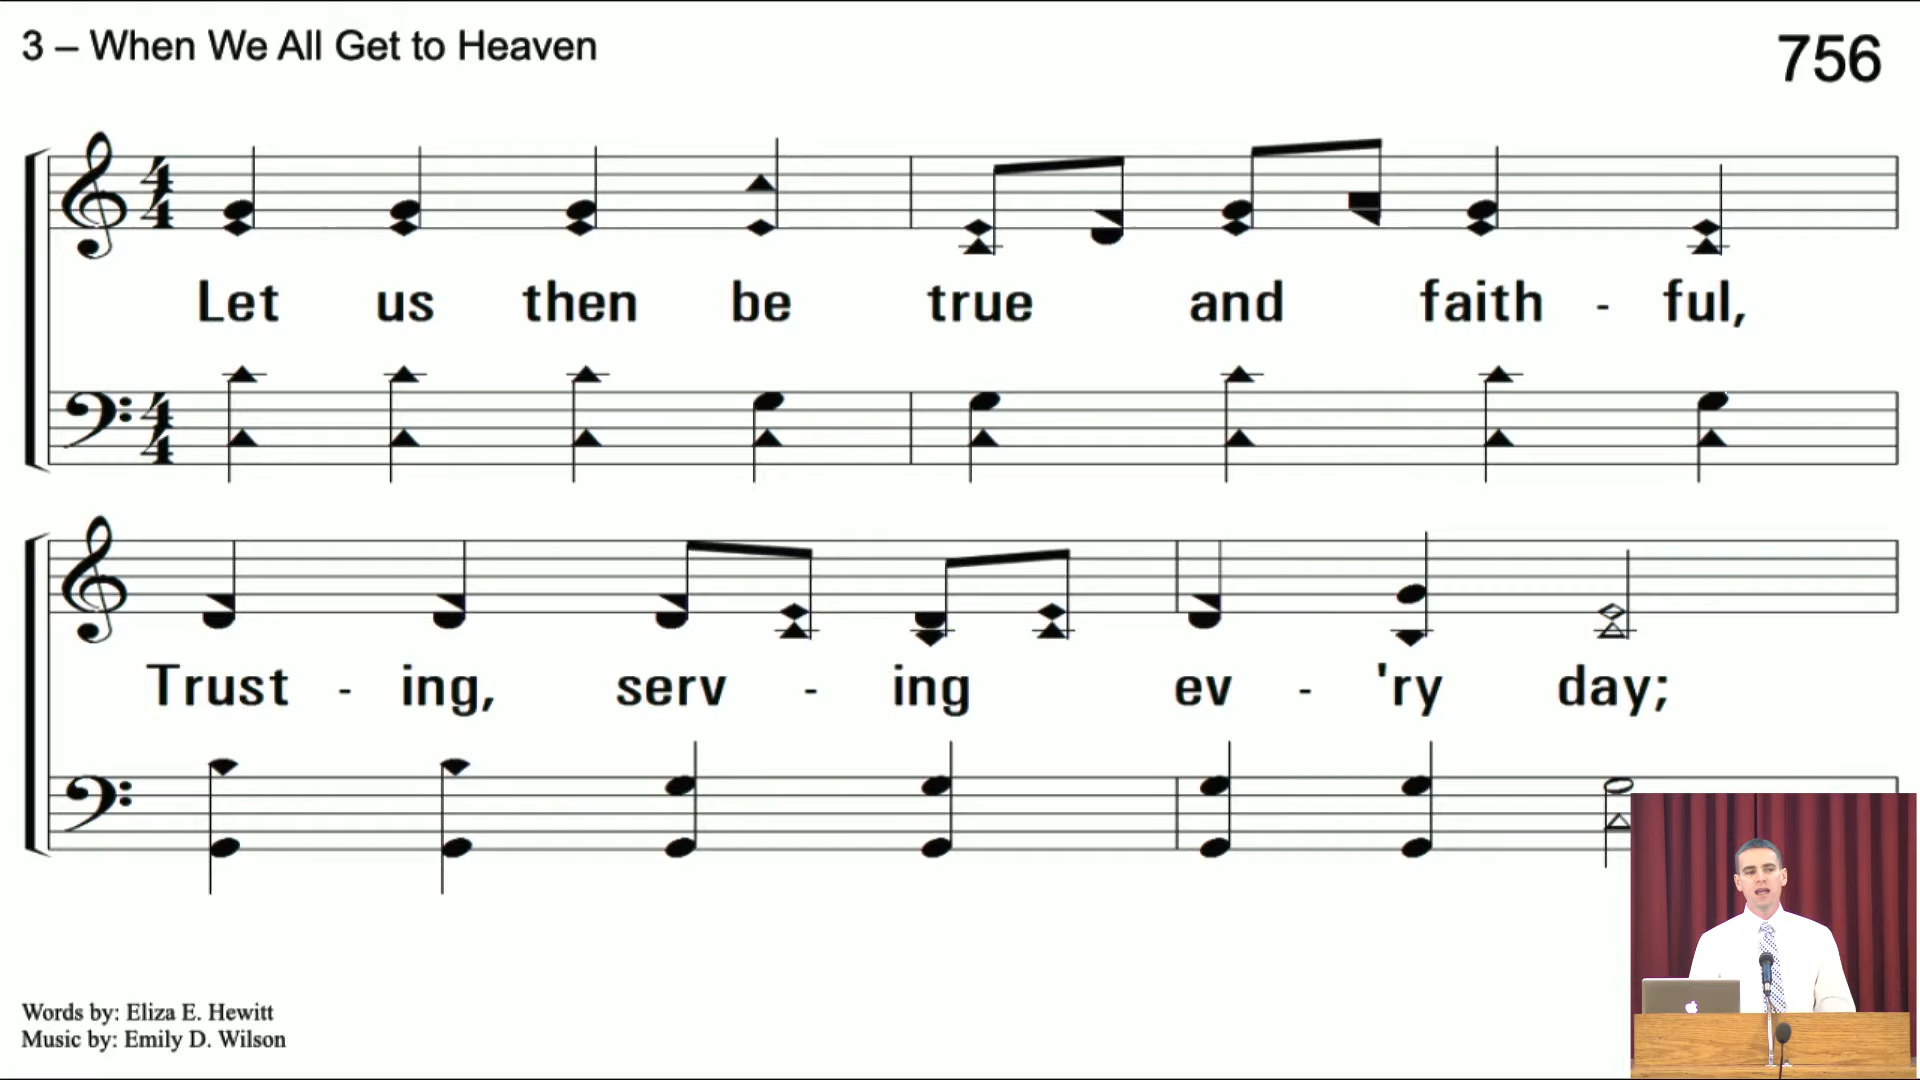 3 – When We All Get to Heaven
756
Let us then be true and faith - ful,
Trust - ing, serv - ing ev - 'ry day;
Words by: Eliza E. Hewitt
Music by: Emily D. Wilson